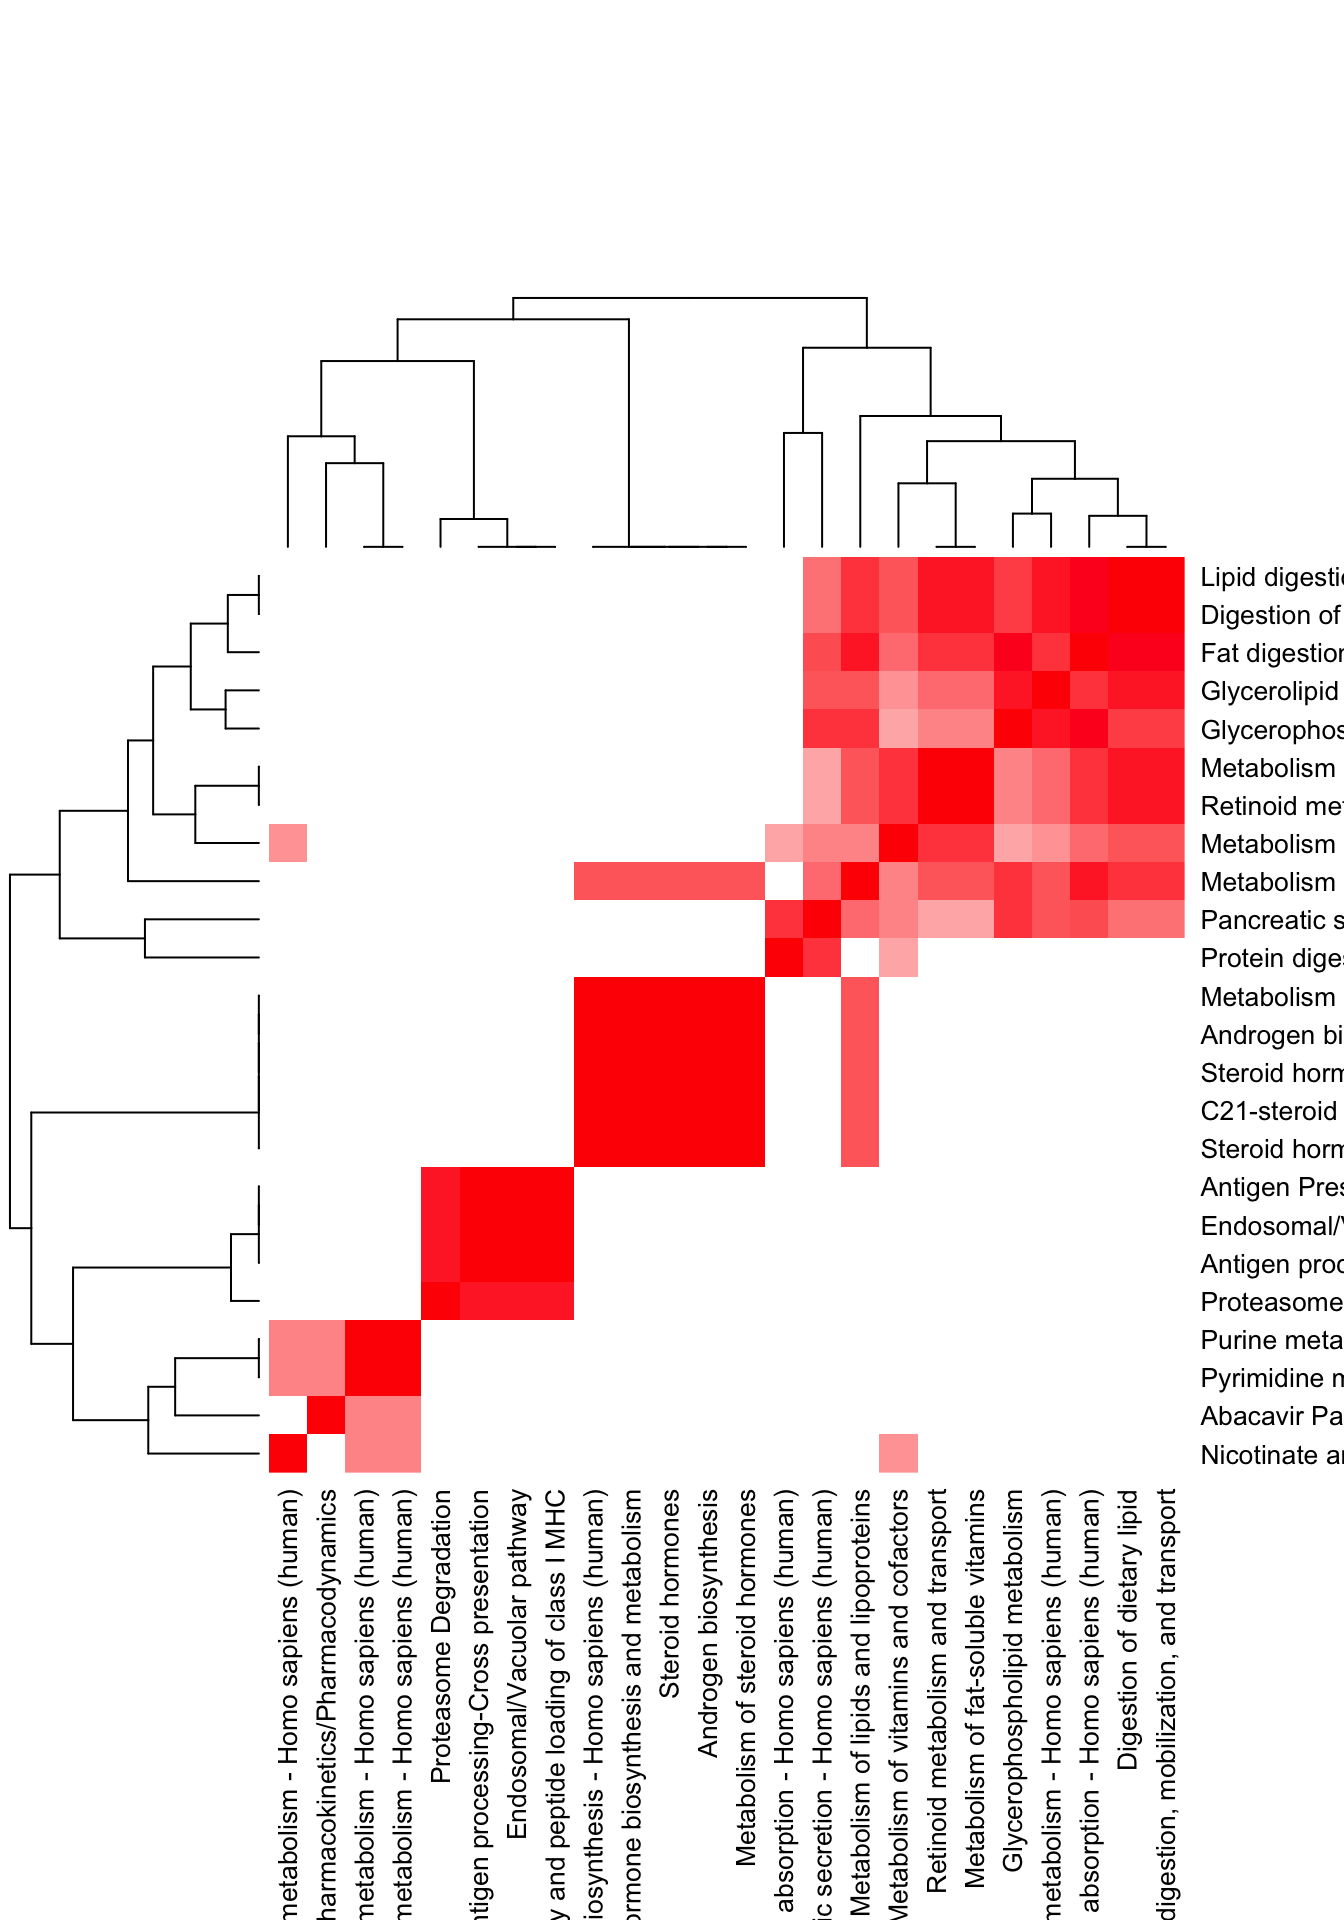 Lipid digesti
Digestion of
Fat digestion
Glycerolipid
Glycerophos
Metabolism
Retinoid met
Metabolism
Metabolism
Pancreatic s
Protein diges
Metabolism
Androgen bi
Steroid horm
C21-steroid
Steroid horm
Antigen Pres
Endosomal/V
Antigen proc
Proteasome
Purine meta
Pyrimidine m
Abacavir Pa
Nicotinate a
metabolism - Homo sapiens (human)
harmacokinetics/Pharmacodynamics
metabolism - Homo sapiens (human)
metabolism - Homo sapiens (human)
Proteasome Degradation
ntigen processing-Cross presentation
Endosomal/Vacuolar pathway
y and peptide loading of class I MHC
iosynthesis - Homo sapiens (human)
ormone biosynthesis and metabolism
Steroid hormones
Androgen biosynthesis
Metabolism of steroid hormones
absorption - Homo sapiens (human)
ic secretion - Homo sapiens (human)
Metabolism of lipids and lipoproteins
Metabolism of vitamins and cofactors
Retinoid metabolism and transport
Metabolism of fat-soluble vitamins
Glycerophospholipid metabolism
metabolism - Homo sapiens (human)
absorption - Homo sapiens (human)
Digestion of dietary lipid
digestion, mobilization, and transport